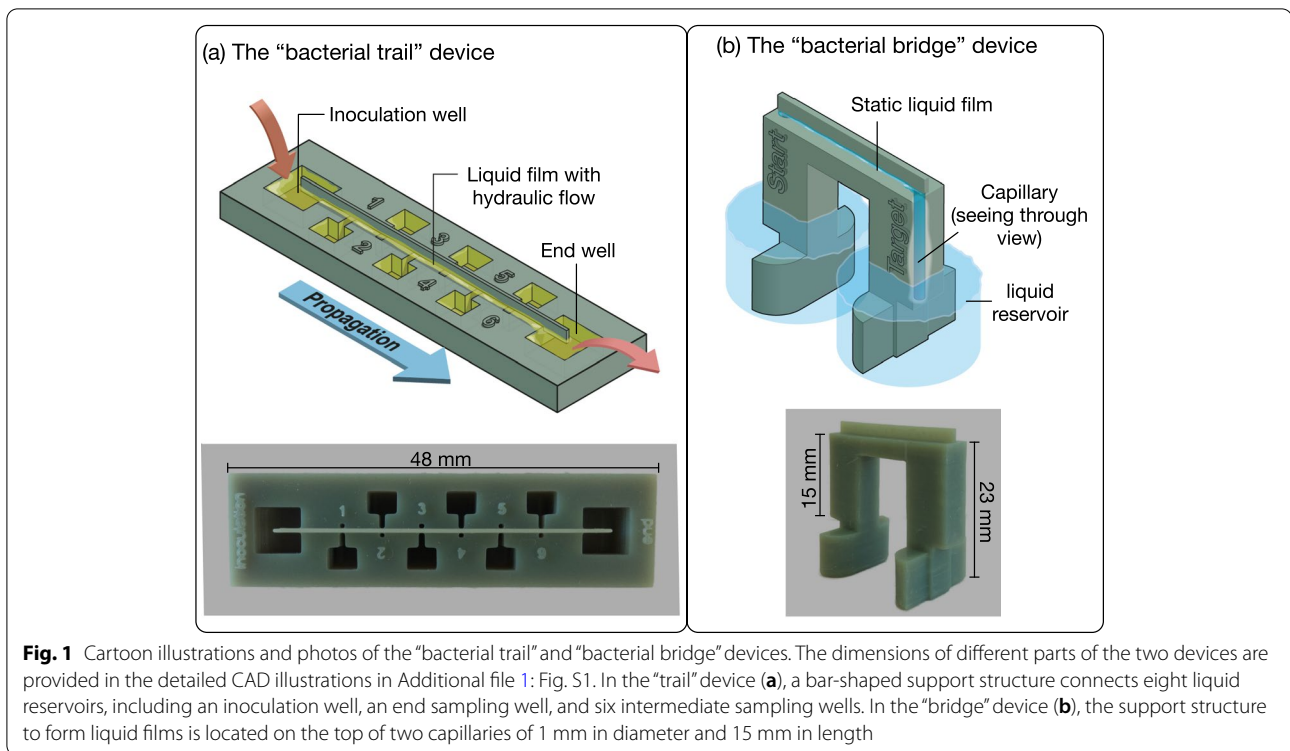 (a) The “bacterial trail” device
Inoculation well
Liquid film with
hydraulic flow
End well
1
3
5
2
4
6
Propagation
48 mm
inoculation
1
3
5
2
4
6
end
(b) The “bacterial bridge” device
Static liquid film
Capillary
(seeing through
view)
Start
Target
liquid
reservoir
15 mm
23 mm
Fig. 1 Cartoon illustrations and photos of the “bacterial trail” and “bacterial bridge” devices. The dimensions of different parts of the two devices are
provided in the detailed CAD illustrations in Additional file 1: Fig. S1. In the “trail” device (a), a bar-shaped support structure connects eight liquid
reservoirs, including an inoculation well, an end sampling well, and six intermediate sampling wells. In the “bridge” device (b), the support structure
to form liquid films is located on the top of two capillaries of 1 mm in diameter and 15 mm in length